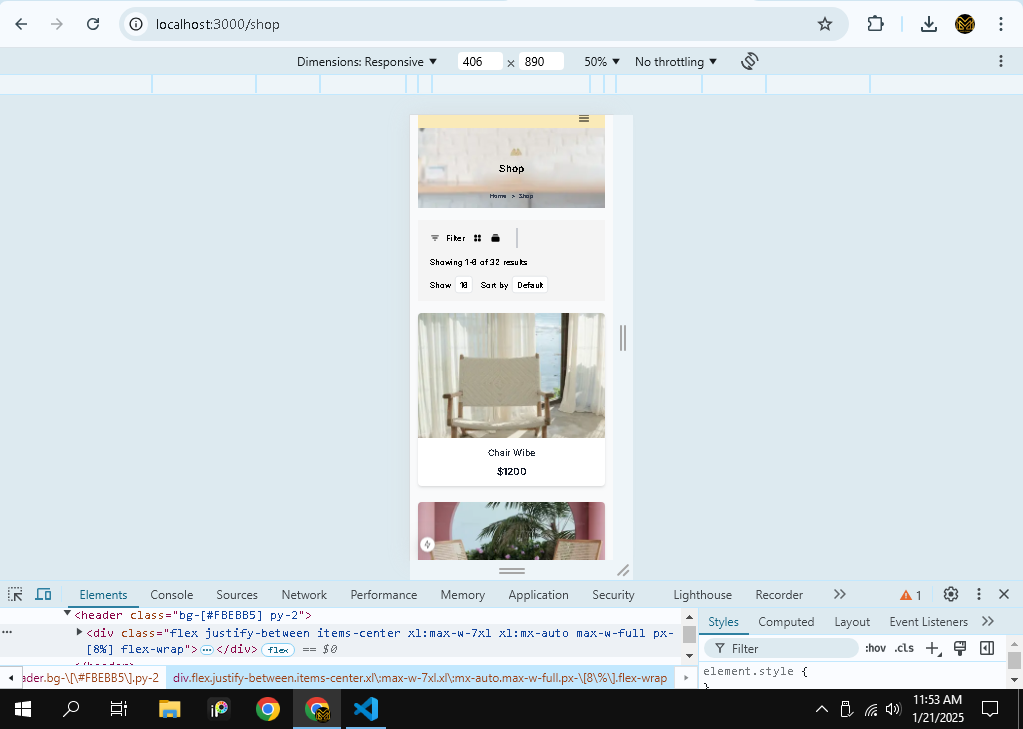 localhost:3000/shop
Dimensions: Responsive ▼ 406 × 890 50% ▼ No throttling ▼
Shop
Home > Shop
Filter
Showing 1-8 of 32 results
Show 10 Sort by Default
Chair Wibe
$1200
Elements Console Sources Network Performance Memory Application Security Lighthouse Recorder >> 1
<header class="bg-[#FBEBB5] py-2">
<div class="flex justify-between items-center xl:max-w-7xl xl:mx-auto max-w-full px-
[8%] flex-wrap">…</div> flex == $0
</header>
ader.bg-\[\#FBEBB5\].py-2 div.flex.justify-between.items-center.xl\:max-w-7xl.xl\:mx-auto.max-w-full.px-\[8\%\].flex-wrap
Styles Computed Layout Event Listeners >>
Filter :hov .cls +
element.style {
}
11:53 AM
1/21/2025